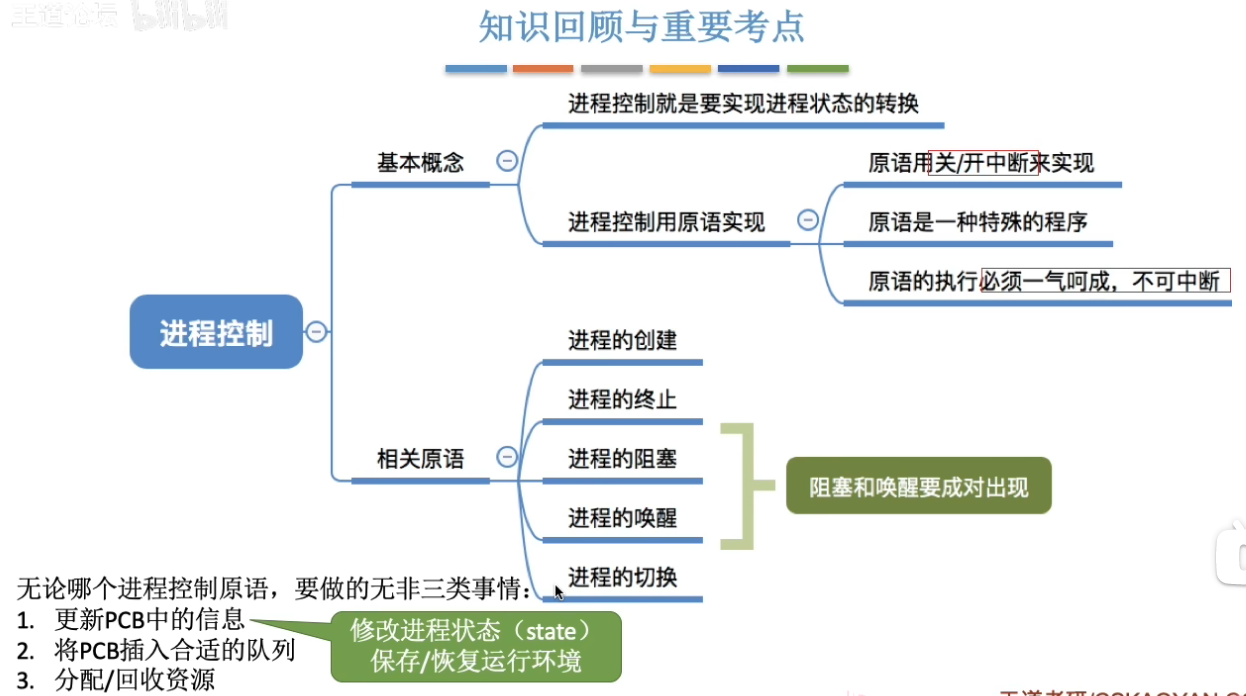 王道论坛 bilibili
知识回顾与重要考点
进程控制就是要实现进程状态的转换
基本概念
原语用关/开中断来实现
进程控制用原语实现
原语是一种特殊的程序
原语的执行必须一气呵成，不可中断
进程控制
进程的创建
进程的终止
相关原语
进程的阻塞
阻塞和唤醒要成对出现
进程的唤醒
进程的切换
无论哪个进程控制原语，要做的无非三类事情：
1. 更新PCB中的信息
2. 将PCB插入合适的队列
3. 分配/回收资源
修改进程状态（state）
保存/恢复运行环境